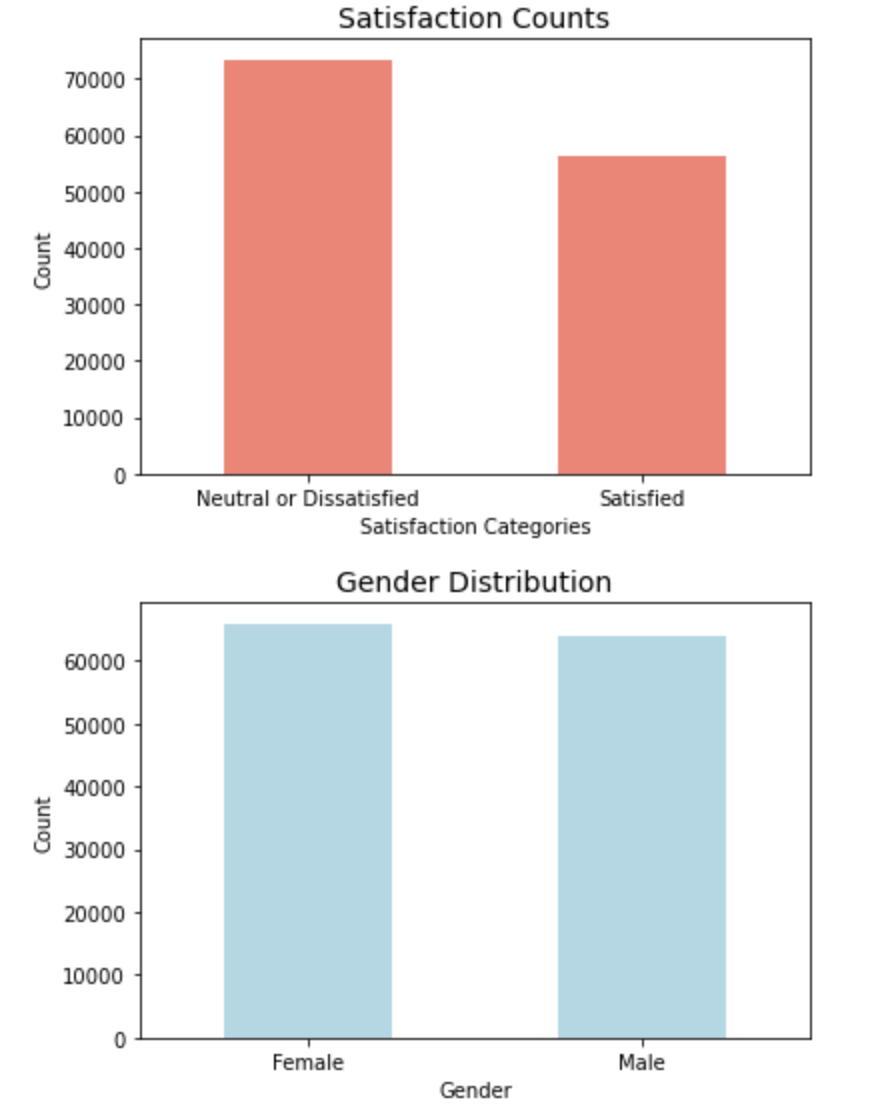 Satisfaction Counts
70000
60000
50000
40000
30000
20000
10000
0
Count
Neutral or Dissatisfied
Satisfied
Satisfaction Categories
Gender Distribution
60000
50000
40000
30000
20000
10000
0
Count
Female
Male
Gender